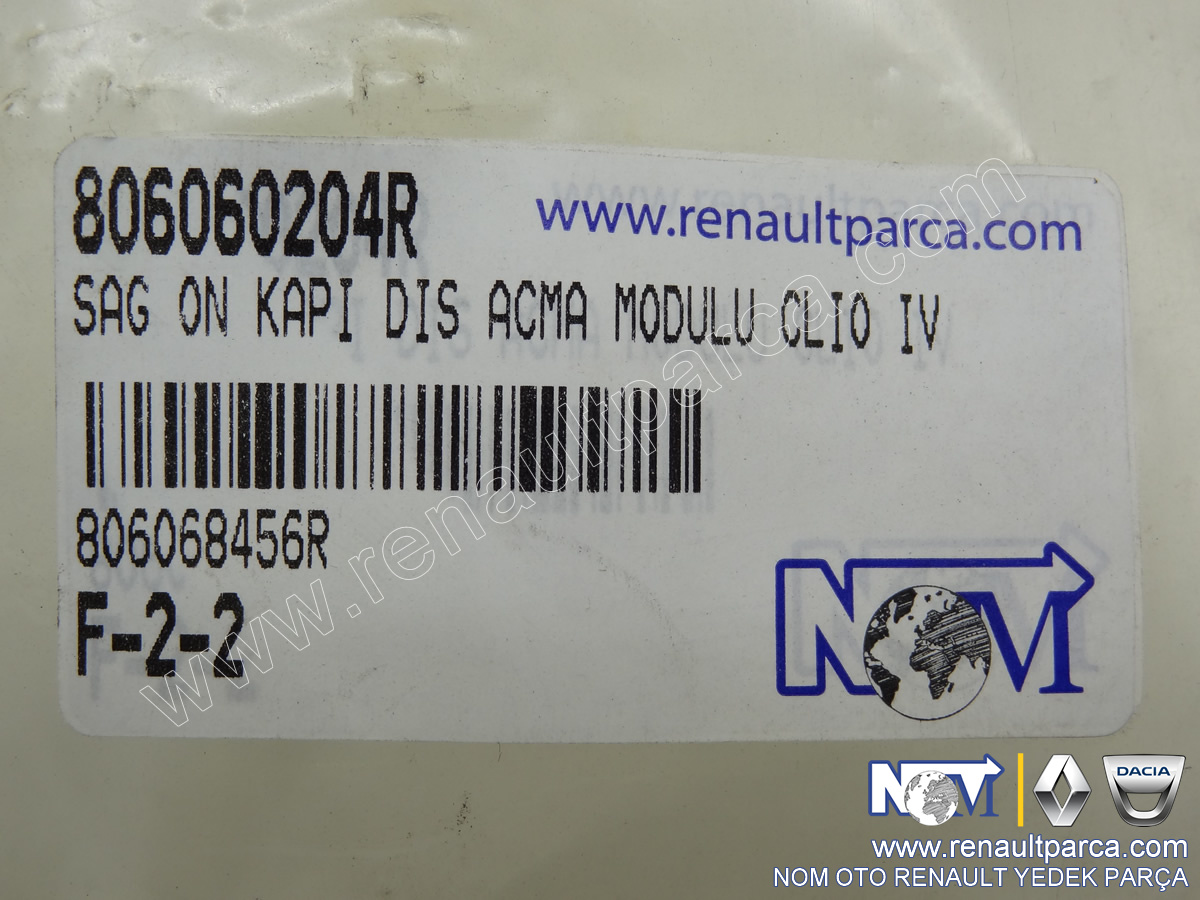 806060204R
www.renaultparca.com
SAG ON KAPI DIS ACMA MODULU CLIO IV
806068456R
F-2-2
NOM
www.renaultparca.com
NOM
DACIA
www.renaultparca.com
NOM OTO RENAULT YEDEK PARÇA